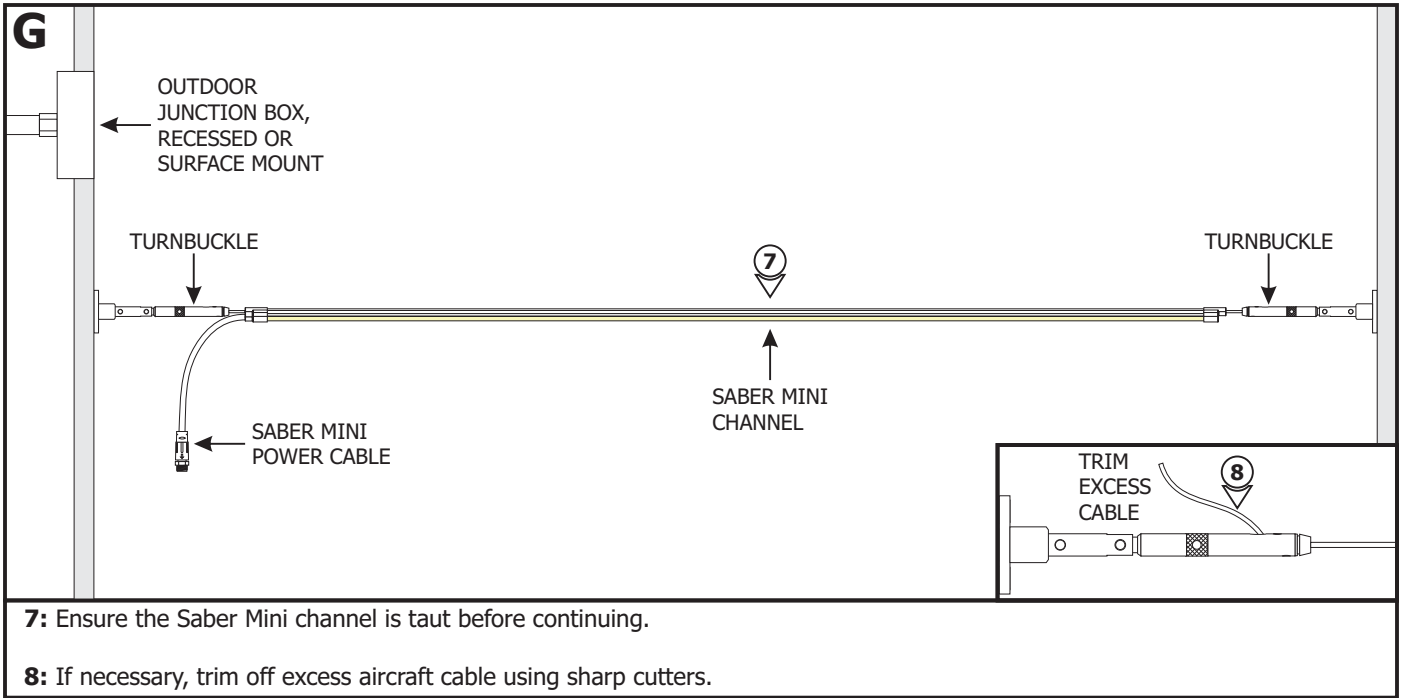 G
OUTDOOR
JUNCTION BOX,
RECESSED OR
SURFACE MOUNT
TURNBUCKLE
7
TURNBUCKLE
SABER MINI
CHANNEL
SABER MINI
POWER CABLE
TRIM
EXCESS
CABLE
8
7: Ensure the Saber Mini channel is taut before continuing.
8: If necessary, trim off excess aircraft cable using sharp cutters.